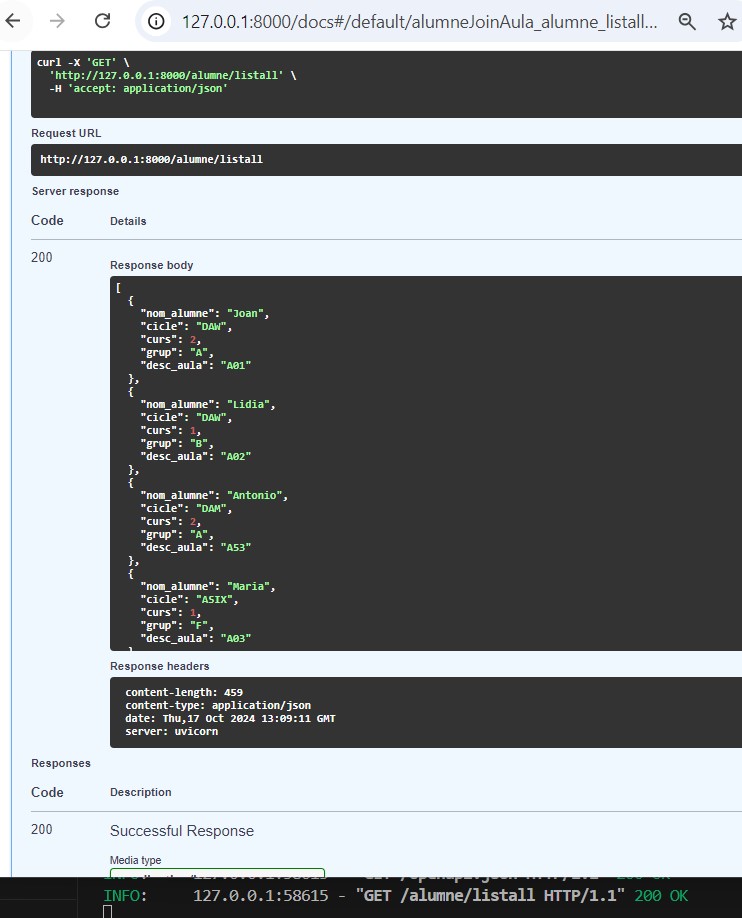 127.0.0.1:8000/docs#/default/alumneJoinAula_alumne_listall...
curl -X 'GET' \
'http://127.0.0.1:8000/alumne/listall' \
-H 'accept: application/json'
Request URL
http://127.0.0.1:8000/alumne/listall
Server response
Code Details
200
Response body
[
{
"nom_alumne": "Joan",
"cicle": "DAW",
"curs": 2,
"grup": "A",
"desc_aula": "A01"
},
{
"nom_alumne": "Lidia",
"cicle": "DAW",
"curs": 1,
"grup": "B",
"desc_aula": "A02"
},
{
"nom_alumne": "Antonio",
"cicle": "DAM",
"curs": 2,
"grup": "A",
"desc_aula": "A53"
},
{
"nom_alumne": "Maria",
"cicle": "ASIX",
"curs": 1,
"grup": "F",
"desc_aula": "A03"
Response headers
content-length: 459
content-type: application/json
date: Thu,17 Oct 2024 13:09:11 GMT
server: uvicorn
Responses
Code Description
200 Successful Response
Media type
INFO: 127.0.0.1:58615 - "GET /alumne/listall HTTP/1.1" 200 OK